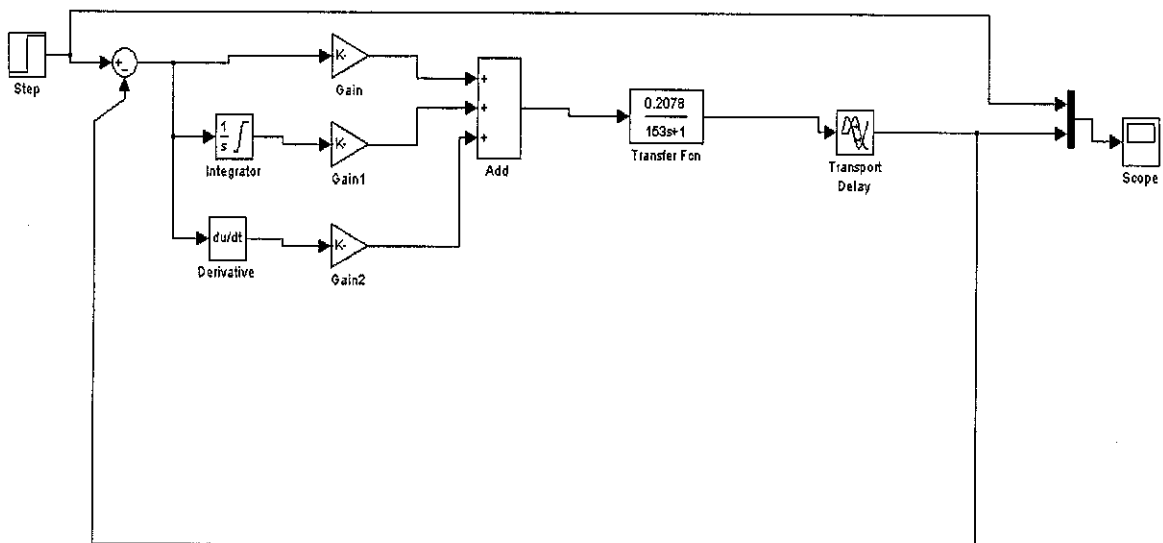 Step
+
-
K-
Gain
1
s
Integrator
K-
Gain1
du/dt
Derivative
K-
Gain2
+
+
+
Add
0.2078
153s+1
Transfer Fcn
Transport
Delay
Scope